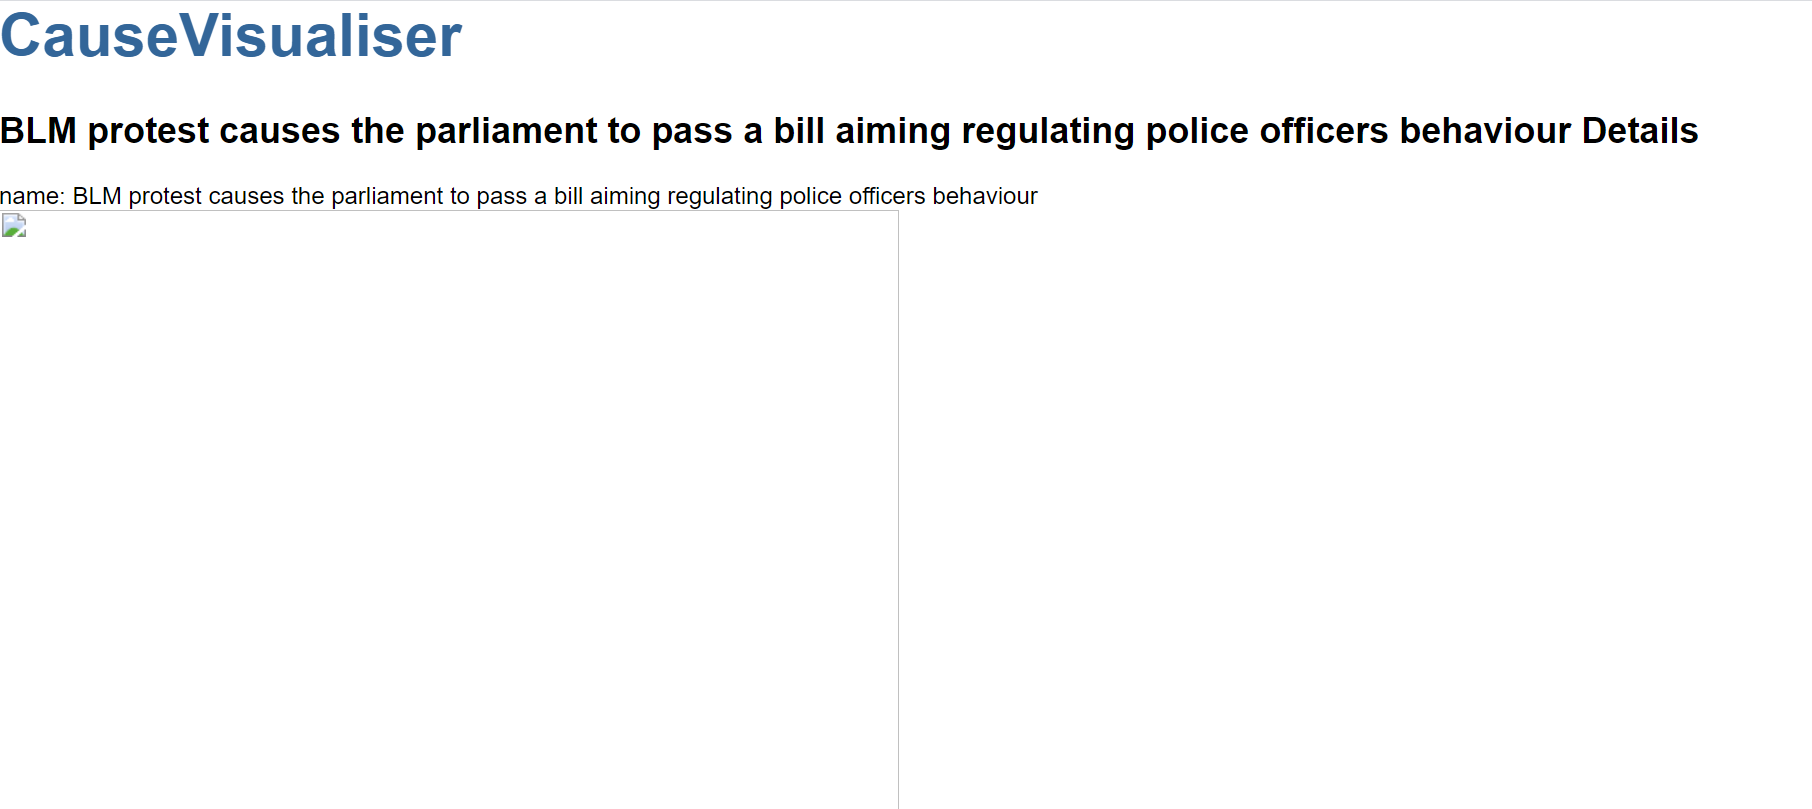 CauseVisualiser
BLM protest causes the parliament to pass a bill aiming regulating police officers behaviour Details
name: BLM protest causes the parliament to pass a bill aiming regulating police officers behaviour